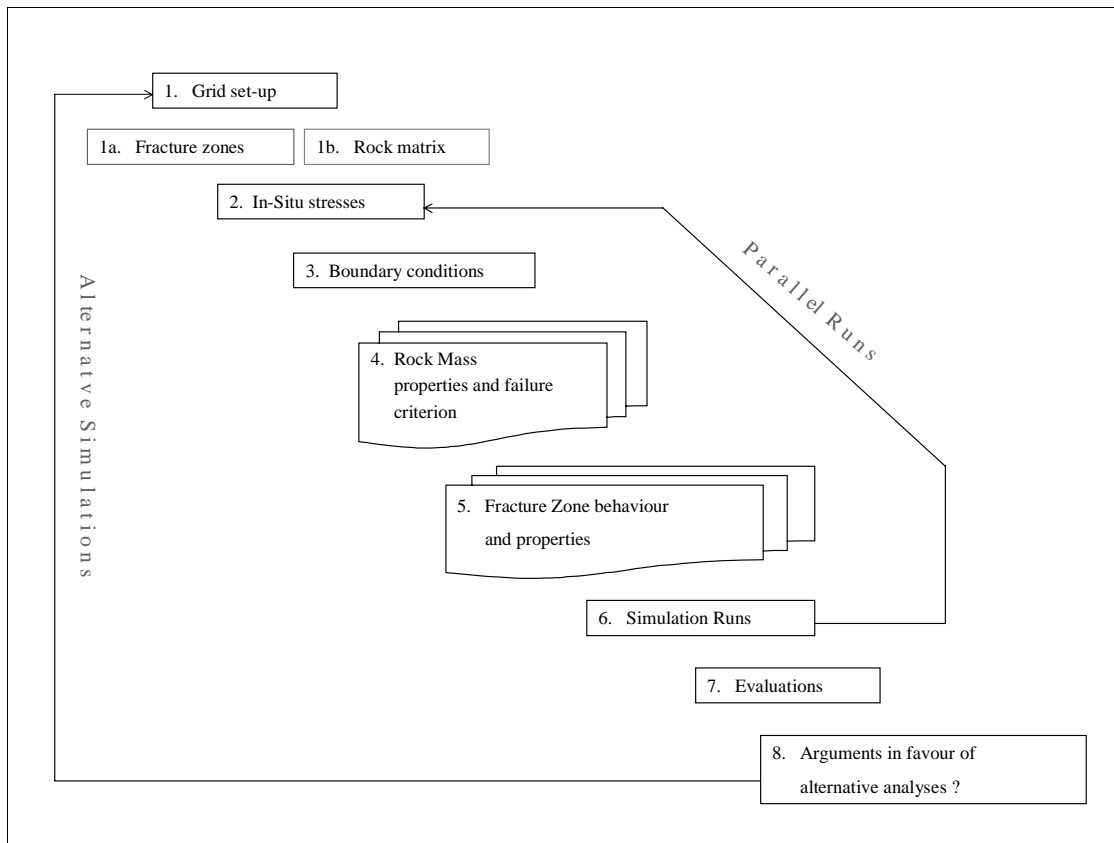 1. Grid set-up
1a. Fracture zones
1b. Rock matrix
2. In-Situ stresses
3. Boundary conditions
4. Rock Mass
properties and failure
criterion
5. Fracture Zone behaviour
and properties
6. Simulation Runs
7. Evaluations
8. Arguments in favour of
alternative analyses ?
Alternatve Simulations
Parallel Runs